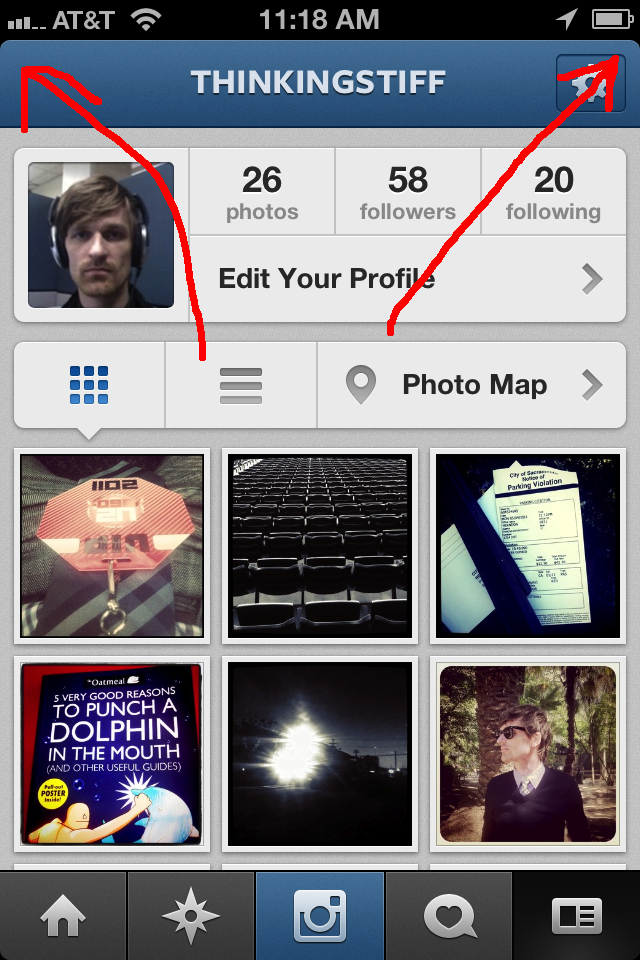 AT&T 11:18 AM
THINKINGSTIFF
26 58 20
photos followers following
Edit Your Profile
Photo Map
2011
City of Sacra
Notice of
Parking Violation
The Oatmeal
5 VERY GOOD REASONS
TO PUNCH A
DOLPHIN
IN THE MOUTH
(AND OTHER USEFUL GUIDES)
Pull-out
POSTER
Inside!